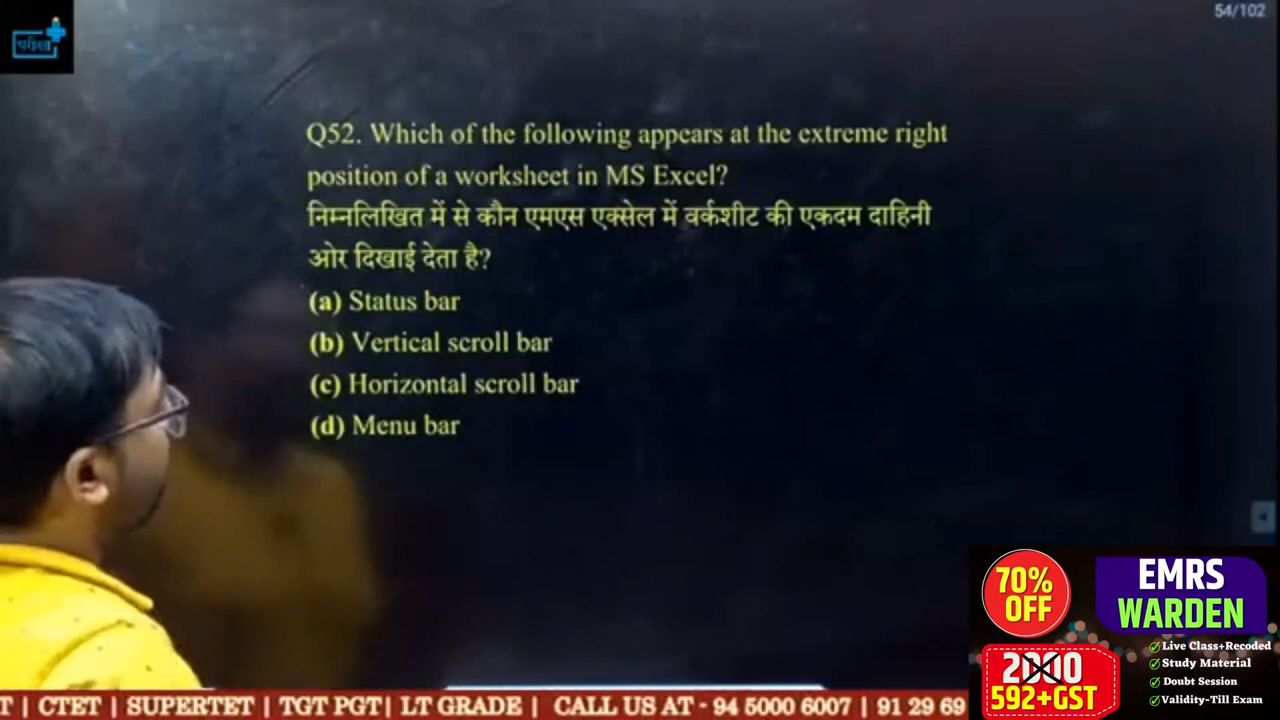 परीक्षा
54/102
Q52. Which of the following appears at the extreme right
position of a worksheet in MS Excel?
निम्नलिखित में से कौन एमएस एक्सेल में वर्कशीट की एकदम दाहिनी
ओर दिखाई देता है?
(a) Status bar
(b) Vertical scroll bar
(c) Horizontal scroll bar
(d) Menu bar
70%
OFF
EMRS
WARDEN
2000
592+GST
Live Class+Recoded
Study Material
Doubt Session
Validity-Till Exam
T | CTET | SUPERTET | TGT PGT | LT GRADE | CALL US AT - 94 5000 6007 | 91 29 69